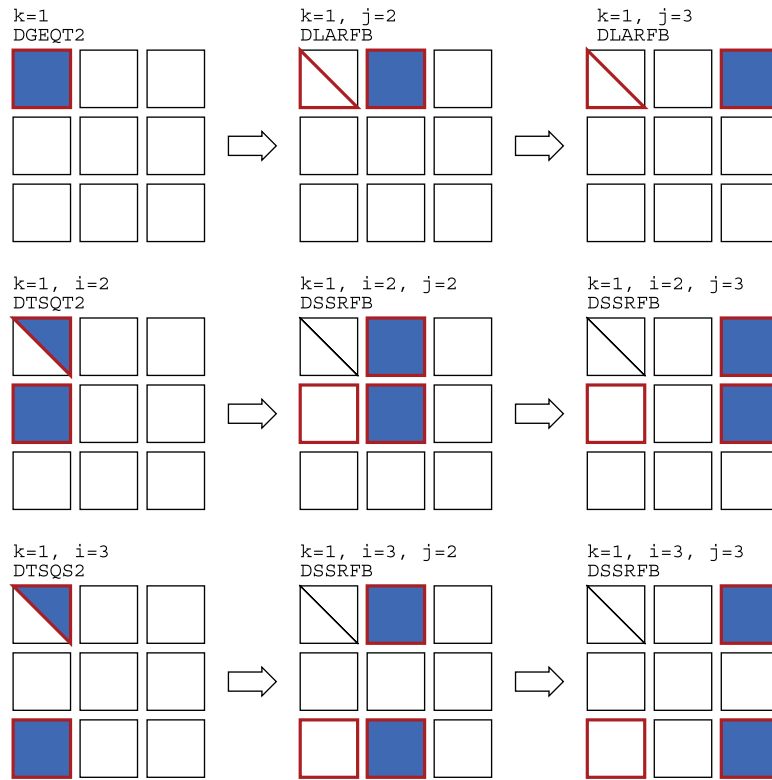 k=1
DGEQT2
k=1, j=2
DLARFB
k=1, j=3
DLARFB
k=1, i=2
DTSQT2
k=1, i=2, j=2
DSSRFB
k=1, i=2, j=3
DSSRFB
k=1, i=3
DTSQS2
k=1, i=3, j=2
DSSRFB
k=1, i=3, j=3
DSSRFB